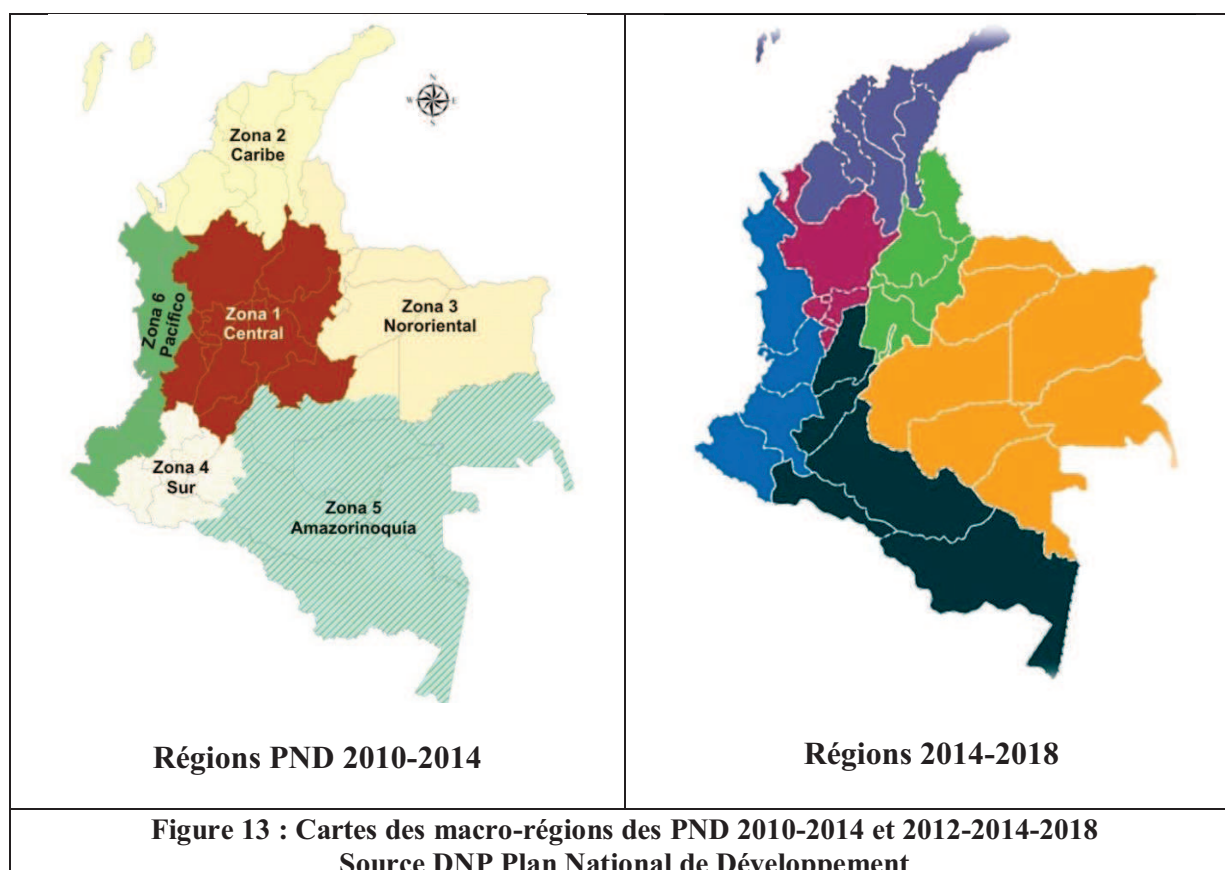 N
W
E
S
Zona 2
Caribe
Zona 6
Pacífico
Zona 1
Central
Zona 3
Nororiental
Zona 4
Sur
Zona 5
Amazorinoquía
Régions PND 2010-2014
Régions 2014-2018
Figure 13 : Cartes des macro-régions des PND 2010-2014 et 2012-2014-2018
Source DNP Plan National de Développement